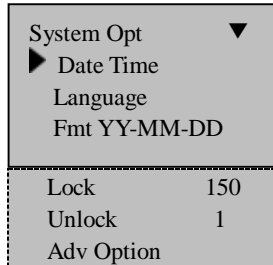 System Opt ▼
Date Time
Language
Fmt YY-MM-DD
Lock 150
Unlock 1
Adv Option